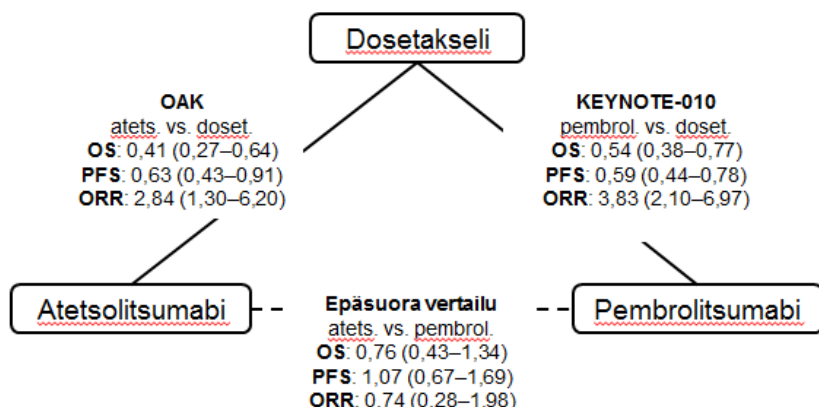 Dosetakseli
OAK
atets. vs. doset.
OS: 0,41 (0,27–0,64)
PFS: 0,63 (0,43–0,91)
ORR: 2,84 (1,30–6,20)
KEYNOTE-010
pembrol. vs. doset.
OS: 0,54 (0,38–0,77)
PFS: 0,59 (0,44–0,78)
ORR: 3,83 (2,10–6,97)
Atetsolitsumabi
Epäsuora vertailu
atets. vs. pembrol.
OS: 0,76 (0,43–1,34)
PFS: 1,07 (0,67–1,69)
ORR: 0,74 (0,28–1,98)
Pembrolitsumabi